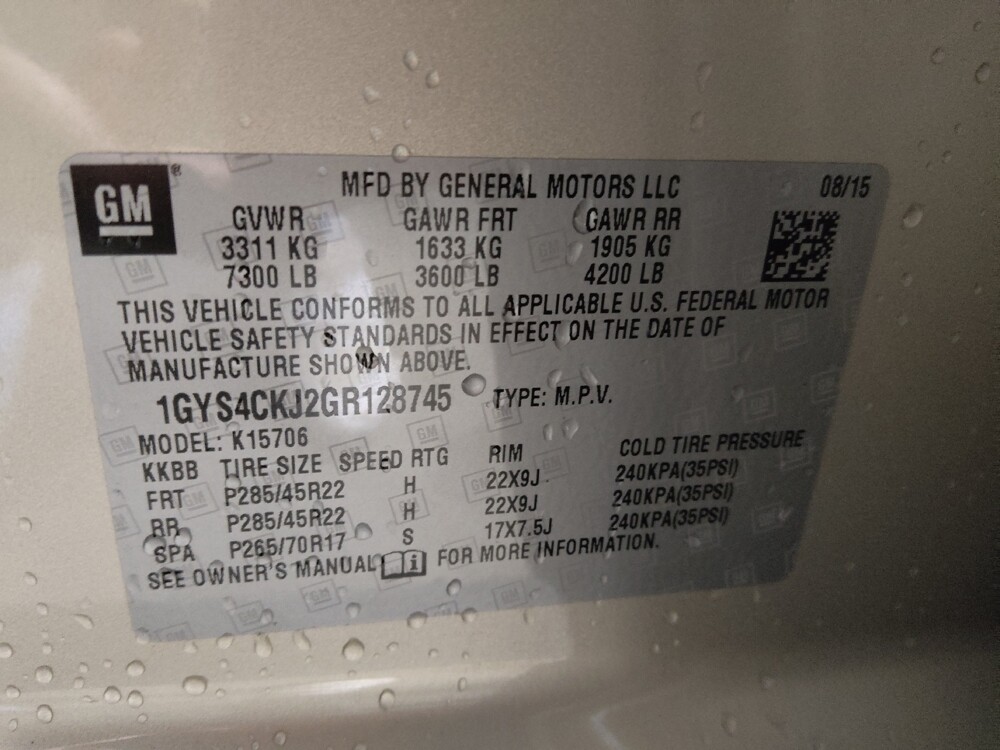 GM ® MFD BY GENERAL MOTORS LLC 08/15
GVWR GAWR FRT GAWR RR
3311 KG 1633 KG 1905 KG
7300 LB 3600 LB 4200 LB
THIS VEHICLE CONFORMS TO ALL APPLICABLE U.S. FEDERAL MOTOR
VEHICLE SAFETY STANDARDS IN EFFECT ON THE DATE OF
MANUFACTURE SHOWN ABOVE.
1GYS4CKJ2GR128745 TYPE: M.P.V.
MODEL: K15706
KKBB TIRE SIZE SPEED RTG RIM COLD TIRE PRESSURE
FRT P285/45R22 H 22X9J 240KPA(35PSI)
RR P285/45R22 H 22X9J 240KPA(35PSI)
SPA P265/70R17 S 17X7.5J 240KPA(35PSI)
SEE OWNER'S MANUAL i FOR MORE INFORMATION.